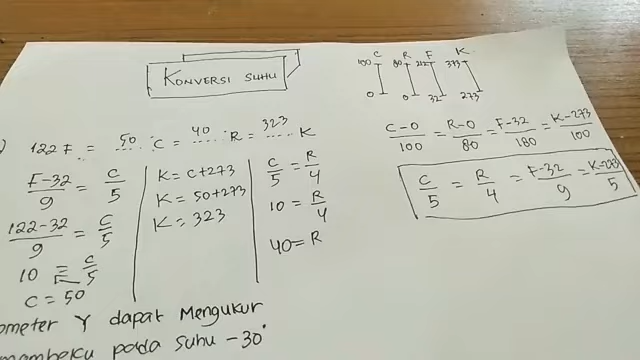 KONVERSI SUHU
C R F K
100 80 212 373
0 0 32 273
122 F = 50 C = 40 R = 323 K
F-32/9 = C/5
122-32/9 = C/5
10 = C/5
C = 50
K = C+273
K = 50+273
K = 323
C/5 = R/4
10 = R/4
40 = R
C-0/100 = R-0/80 = F-32/180 = K-273/100
C/5 = R/4 = F-32/9 = K-273/5
ometer Y dapat Mengukur
membeku pada suhu -30°